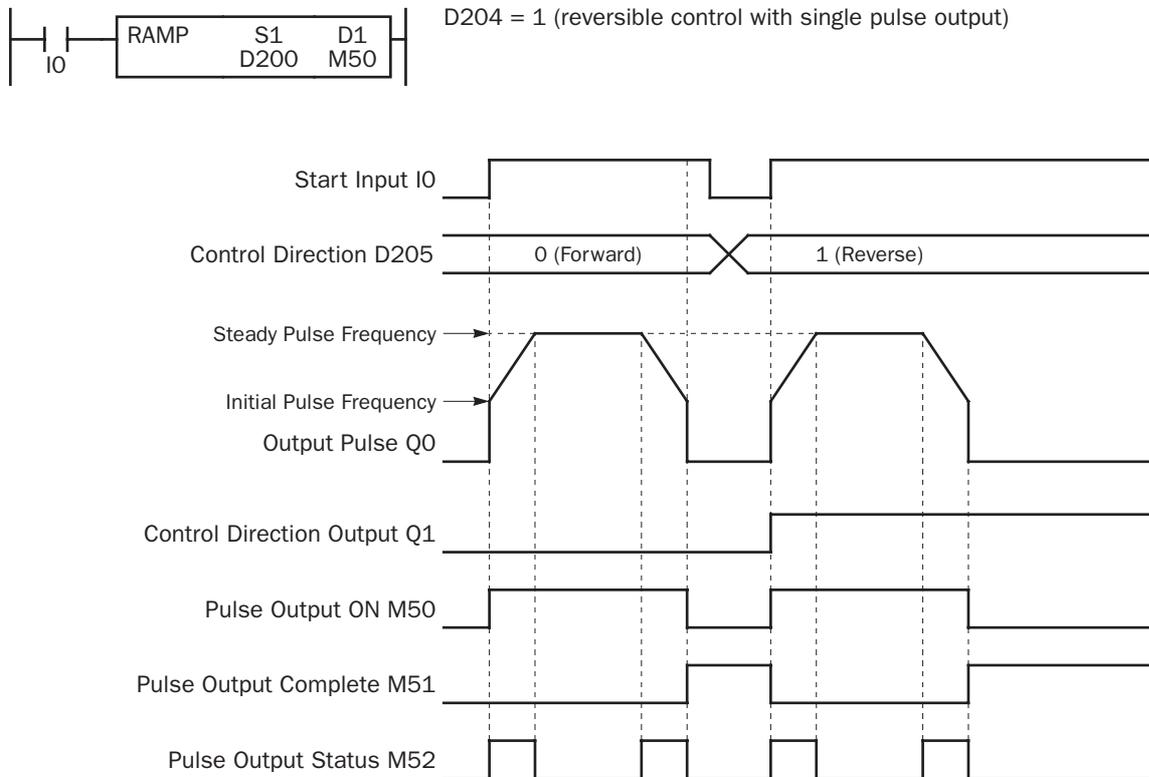 D204 = 1 (reversible control with single pulse output)
RAMP S1 D1
D200 M50
I0
Start Input I0
Control Direction D205
0 (Forward) 1 (Reverse)
Steady Pulse Frequency
Initial Pulse Frequency
Output Pulse Q0
Control Direction Output Q1
Pulse Output ON M50
Pulse Output Complete M51
Pulse Output Status M52